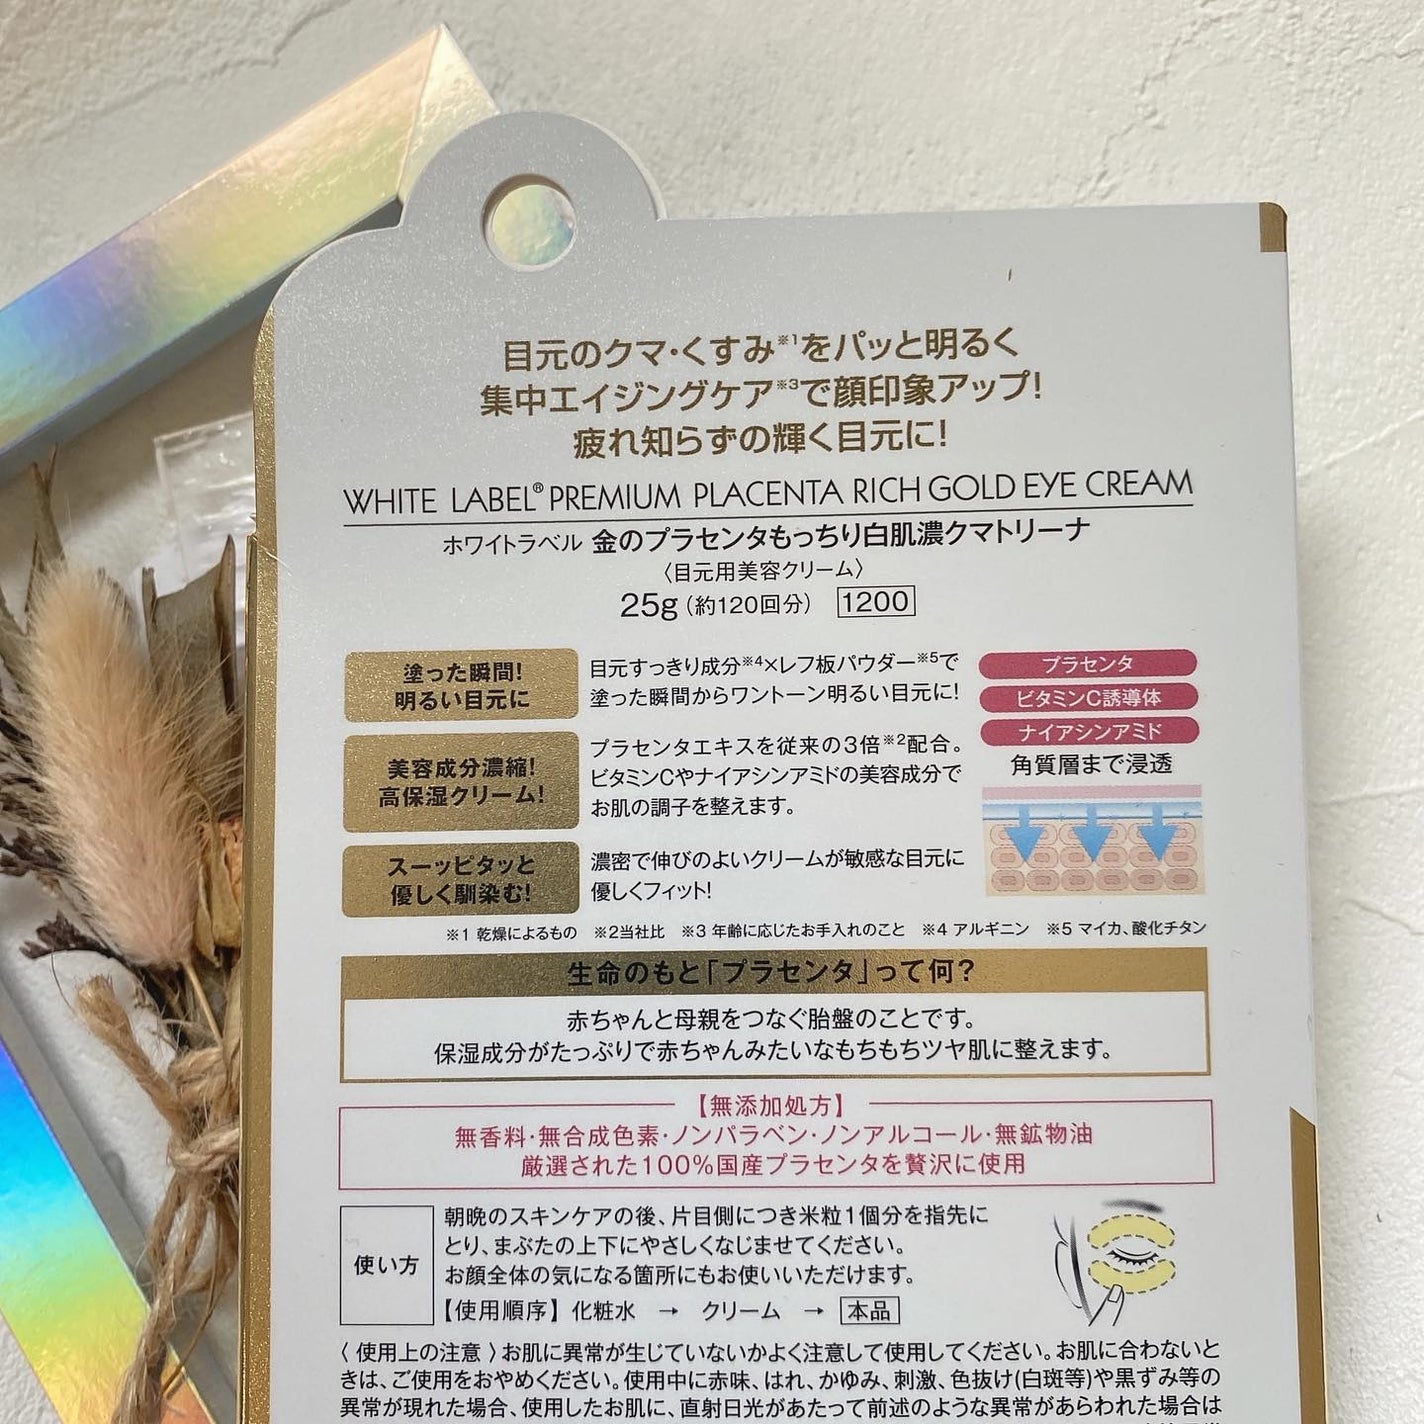 目元のクマ・くすみ※1をパッと明るく
集中エイジングケア※3で顔印象アップ!
疲れ知らずの輝く目元に!
WHITE LABEL® PREMIUM PLACENTA RICH GOLD EYE CREAM
ホワイトラベル 金のプラセンタもっちり白肌濃クマトリーナ
〈目元用美容クリーム〉
25g (約120回分) 1200
塗った瞬間!
明るい目元に
目元すっきり成分※4×レフ板パウダー※5で
塗った瞬間からワントーン明るい目元に!
美容成分濃縮!
高保湿クリーム!
プラセンタエキスを従来の3倍※2配合。
ビタミンCやナイアシンアミドの美容成分で
お肌の調子を整えます。
スーッピタッと
優しく馴染む!
濃密で伸びのよいクリームが敏感な目元に
優しくフィット!
プラセンタ
ビタミンC誘導体
ナイアシンアミド
角質層まで浸透
※1 乾燥によるもの ※2当社比 ※3 年齢に応じたお手入れのこと ※4 アルギニン ※5 マイカ、酸化チタン
生命のもと「プラセンタ」って何?
赤ちゃんと母親をつなぐ胎盤のことです。
保湿成分がたっぷりで赤ちゃんみたいなもちもちツヤ肌に整えます。
【無添加処方】
無香料・無合成色素・ノンパラベン・ノンアルコール・無鉱物油
厳選された100%国産プラセンタを贅沢に使用
使い方
朝晩のスキンケアの後、片目側につき米粒1個分を指先に
とり、まぶたの上下にやさしくなじませてください。
お顔全体の気になる箇所にもお使いいただけます。
【使用順序】化粧水 → クリーム → 本品
〈使用上の注意〉お肌に異常が生じていないかよく注意して使用してください。お肌に合わないと
きは、ご使用をおやめください。使用中に赤味、はれ、かゆみ、刺激、色抜け(白斑等)や黒ずみ等の
異常が現れた場合、使用したお肌に、直射日光があたって前述のような異常があらわれた場合は